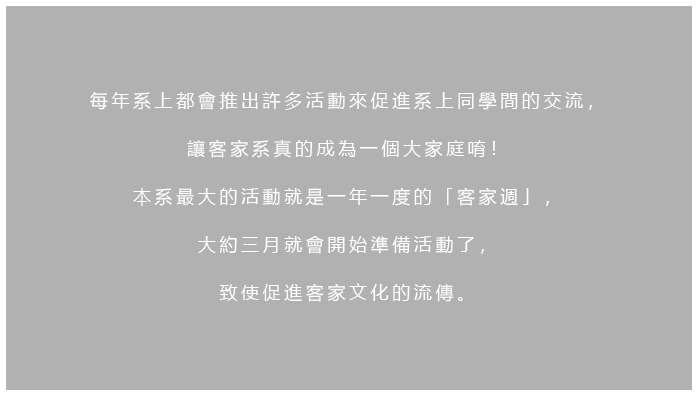 每年系上都會推出許多活動來促進系上同學間的交流，
讓客家系真的成為一個大家庭唷！
本系最大的活動就是一年一度的「客家週」，
大約三月就會開始準備活動了，
致使促進客家文化的流傳。